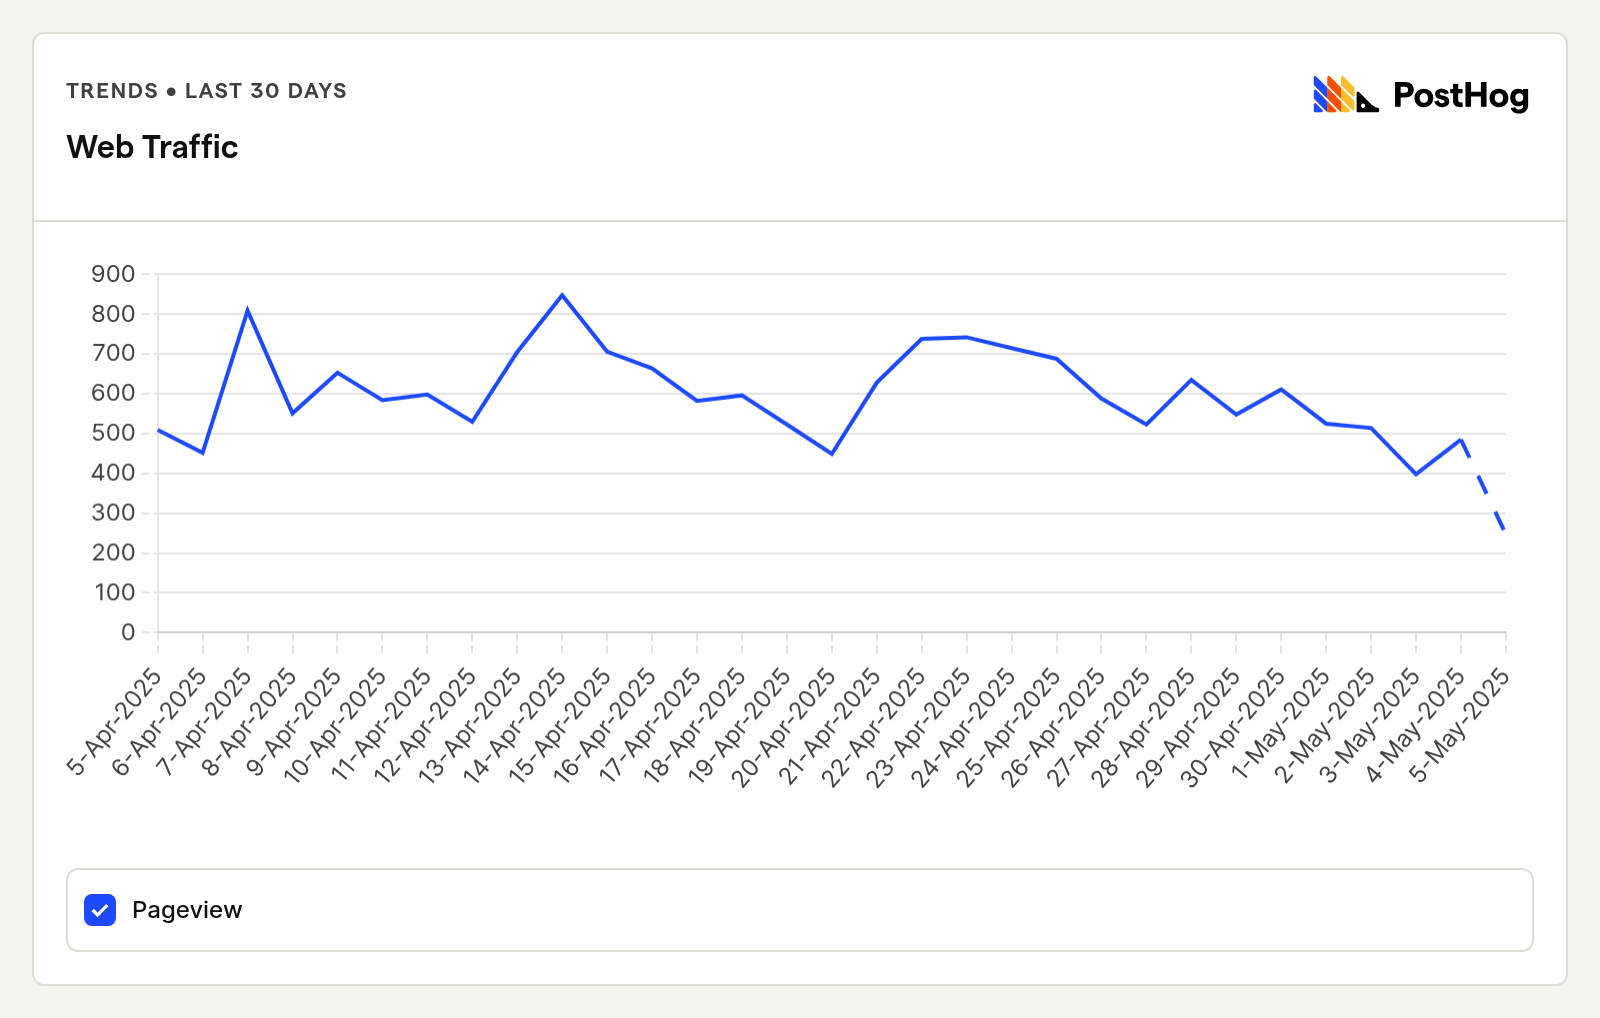 TRENDS • LAST 30 DAYS
PostHog
Web Traffic
900
800
700
600
500
400
300
200
100
0
5-Apr-2025
6-Apr-2025
7-Apr-2025
8-Apr-2025
9-Apr-2025
10-Apr-2025
11-Apr-2025
12-Apr-2025
13-Apr-2025
14-Apr-2025
15-Apr-2025
16-Apr-2025
17-Apr-2025
18-Apr-2025
19-Apr-2025
20-Apr-2025
21-Apr-2025
22-Apr-2025
23-Apr-2025
24-Apr-2025
25-Apr-2025
26-Apr-2025
27-Apr-2025
28-Apr-2025
29-Apr-2025
30-Apr-2025
1-May-2025
2-May-2025
3-May-2025
4-May-2025
5-May-2025
Pageview